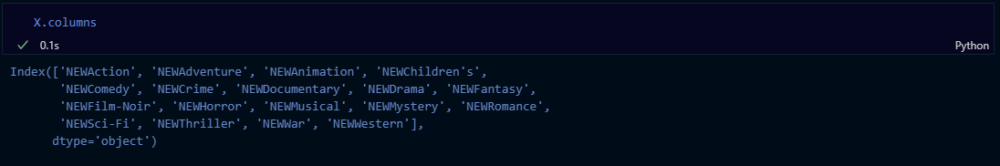 X.columns
0.1s
Python
Index(['NEWAction', 'NEWAdventure', 'NEWAnimation', 'NEWChildren's',
'NEWComedy', 'NEWCrime', 'NEWDocumentary', 'NEWDrama', 'NEWFantasy',
'NEWFilm-Noir', 'NEWHorror', 'NEWMusical', 'NEWMystery', 'NEWRomance',
'NEWSci-Fi', 'NEWThriller', 'NEWWar', 'NEWWestern'],
dtype='object')